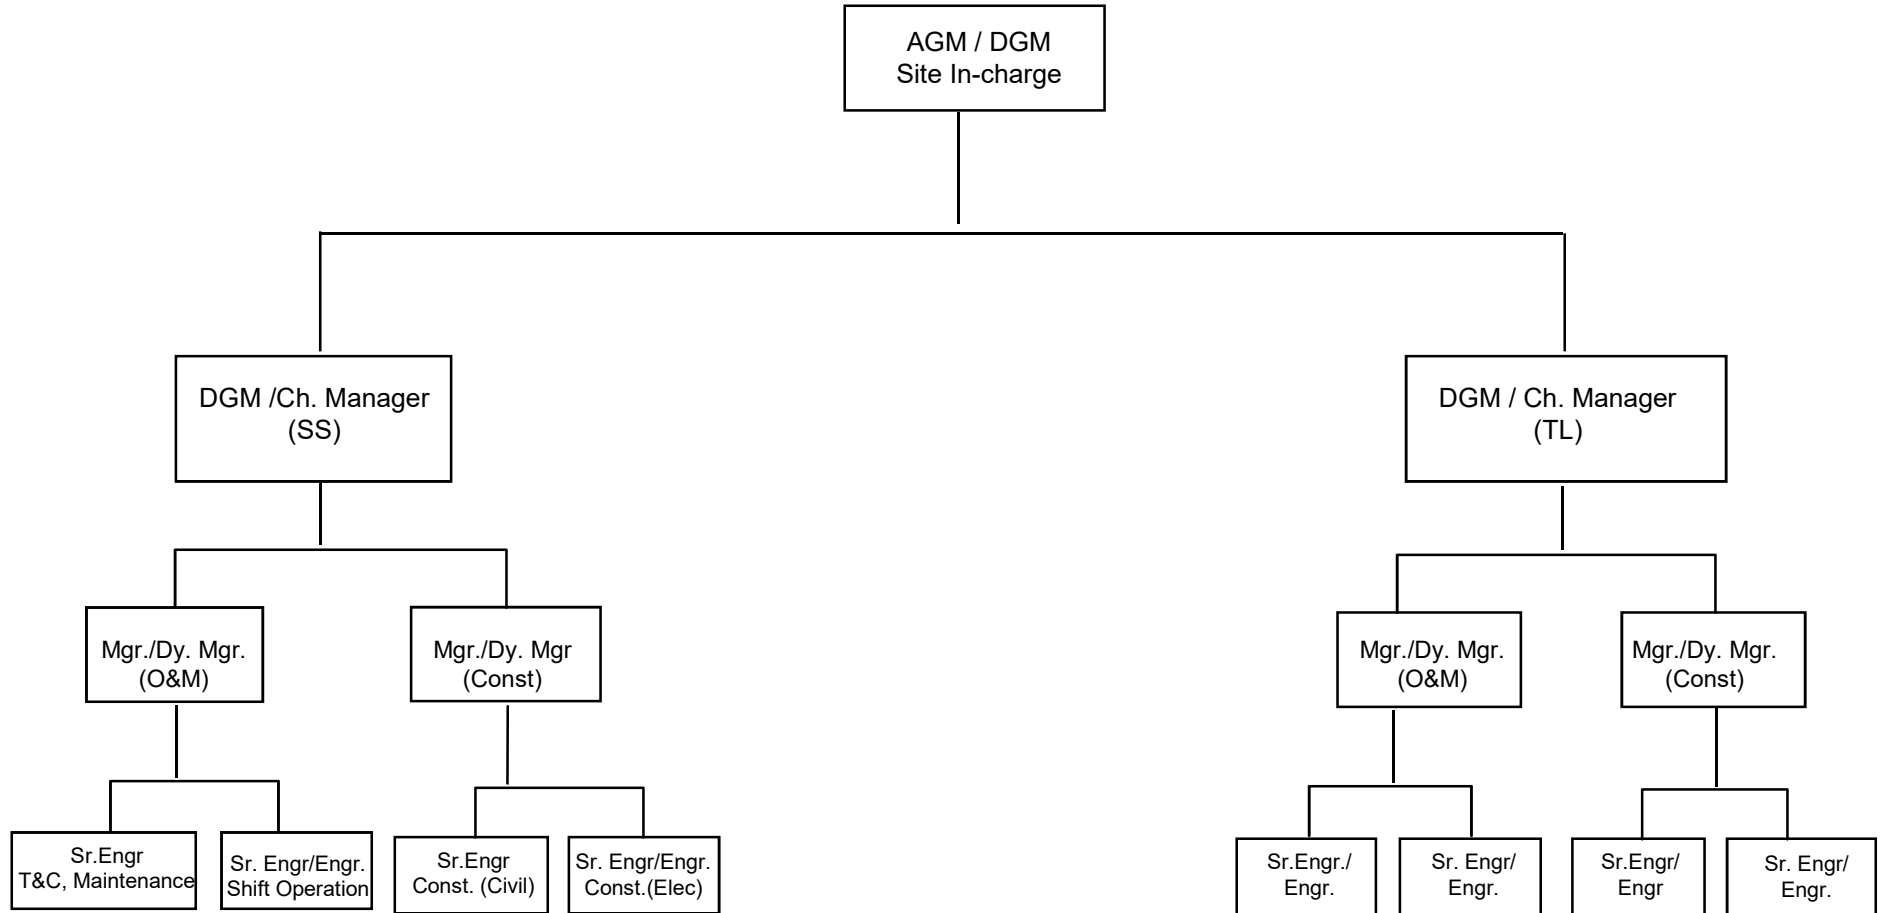 AGM / DGM
Site In-charge
DGM /Ch. Manager
(SS)
DGM / Ch. Manager
(TL)
Mgr./Dy. Mgr.
(O&M)
Mgr./Dy. Mgr
(Const)
Mgr./Dy. Mgr.
(O&M)
Mgr./Dy. Mgr.
(Const)
Sr.Engr
T&C, Maintenance
Sr. Engr/Engr.
Shift Operation
Sr.Engr
Const. (Civil)
Sr. Engr/Engr.
Const.(Elec)
Sr.Engr./
Engr.
Sr. Engr/
Engr.
Sr.Engr/
Engr
Sr. Engr/
Engr.